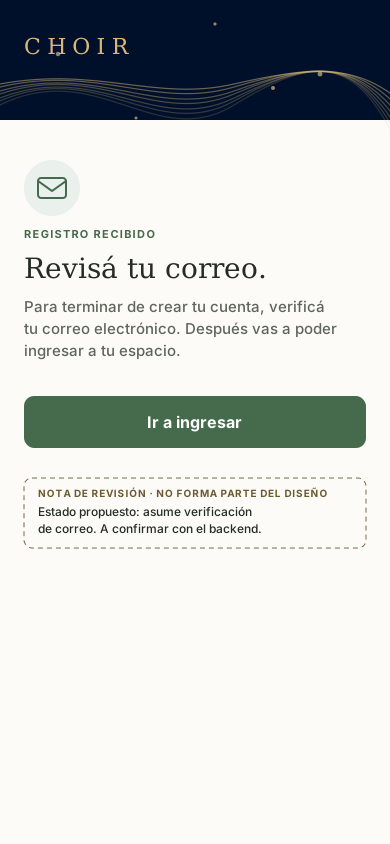 CHOIR
REGISTRO RECIBIDO
Revisá tu correo.
Para terminar de crear tu cuenta, verificá
tu correo electrónico. Después vas a poder
ingresar a tu espacio.
Ir a ingresar
NOTA DE REVISIÓN · NO FORMA PARTE DEL DISEÑO
Estado propuesto: asume verificación
de correo. A confirmar con el backend.